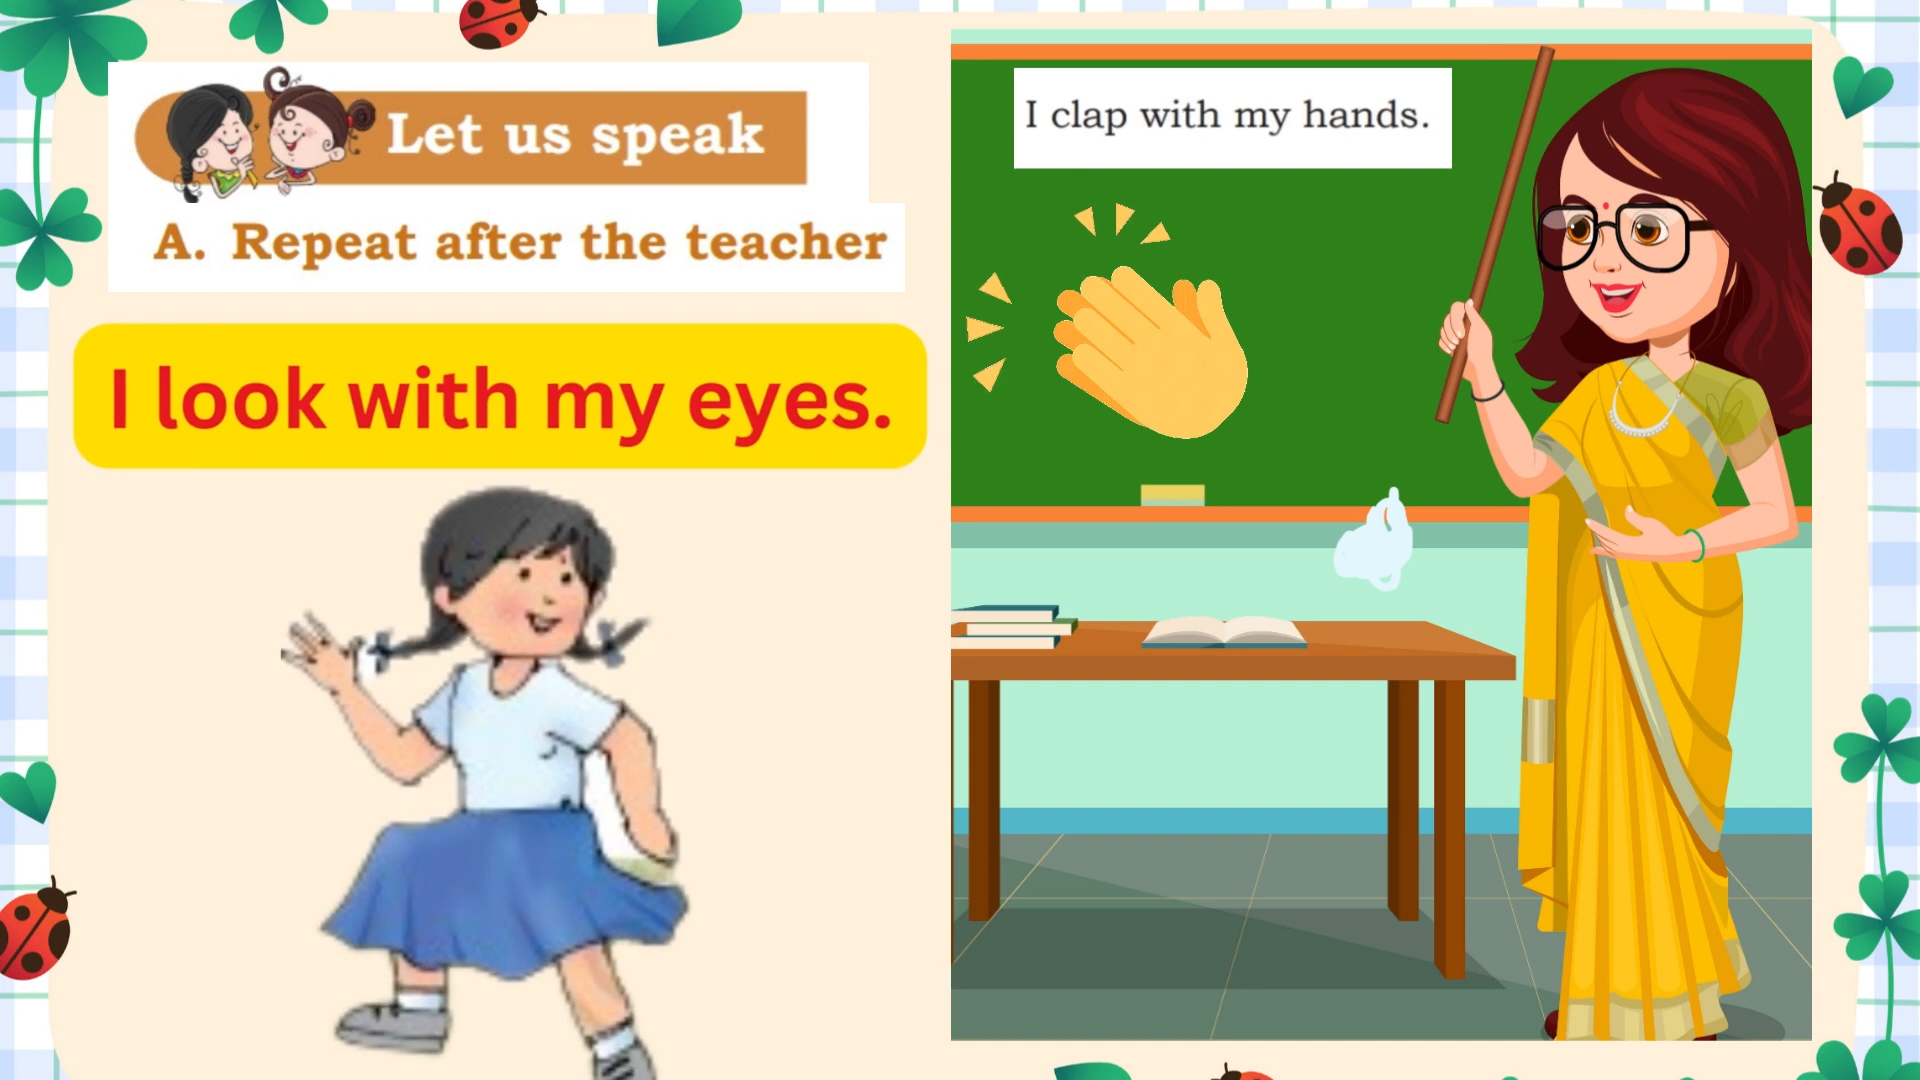 Let us speak
A. Repeat after the teacher
I look with my eyes.
I clap with my hands.